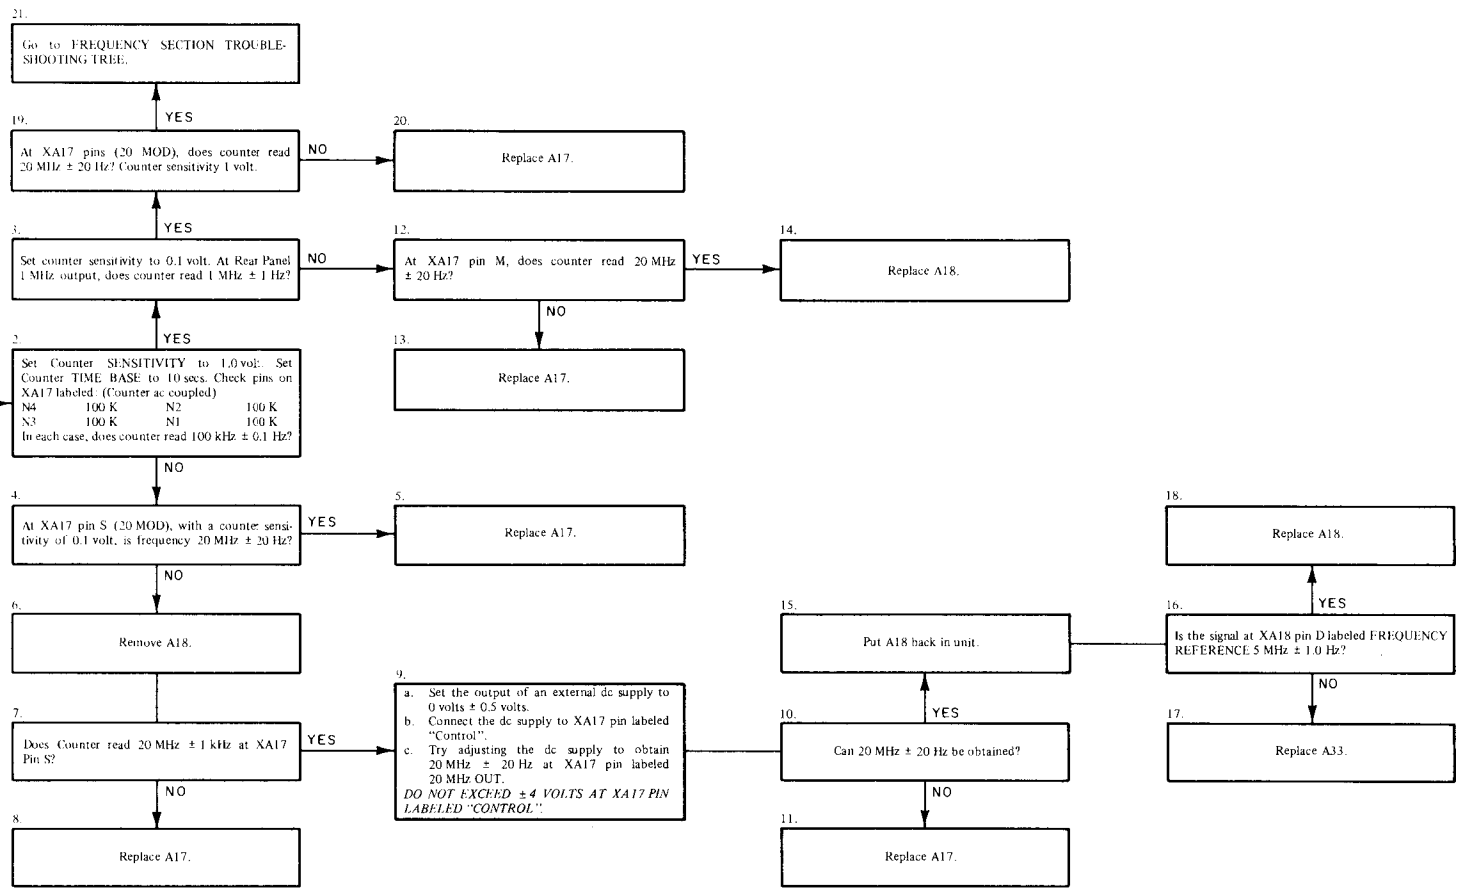 21.
Go to FREQUENCY SECTION TROUBLE-
SHOOTING TREE.
YES
19.
At XA17 pins (20 MOD), does counter read
20 MHz ± 20 Hz? Counter sensitivity 1 volt.
NO
20.
Replace A17.
YES
3.
Set counter sensitivity to 0.1 volt. At Rear Panel
1 MHz output, does counter read 1 MHz ± 1 Hz?
NO
12.
At XA17 pin M, does counter read 20 MHz
± 20 Hz?
YES
14.
Replace A18.
NO
13.
Replace A17.
YES
2.
Set Counter SENSITIVITY to 1.0 volt. Set
Counter TIME BASE to 10 secs. Check pins on
XA17 labeled: (Counter ac coupled)
N4 100 K N2 100 K
N3 100 K N1 100 K
In each case, does counter read 100 kHz ± 0.1 Hz?
NO
4.
At XA17 pin S (20 MOD), with a counter sensi-
tivity of 0.1 volt, is frequency 20 MHz ± 20 Hz?
YES
5.
Replace A17.
NO
6.
Remove A18.
7.
Does Counter read 20 MHz ± 1 kHz at XA17
Pin S?
YES
NO
8.
Replace A17.
9.
a. Set the output of an external dc supply to
0 volts ± 0.5 volts.
b. Connect the dc supply to XA17 pin labeled
"Control".
c. Try adjusting the dc supply to obtain
20 MHz ± 20 Hz at XA17 pin labeled
20 MHz OUT.
DO NOT EXCEED ±4 VOLTS AT XA17 PIN
LABELED "CONTROL".
10.
Can 20 MHz ± 20 Hz be obtained?
NO
11.
Replace A17.
YES
15.
Put A18 back in unit.
16.
Is the signal at XA18 pin D labeled FREQUENCY
REFERENCE 5 MHz ± 1.0 Hz?
YES
18.
Replace A18.
NO
17.
Replace A33.